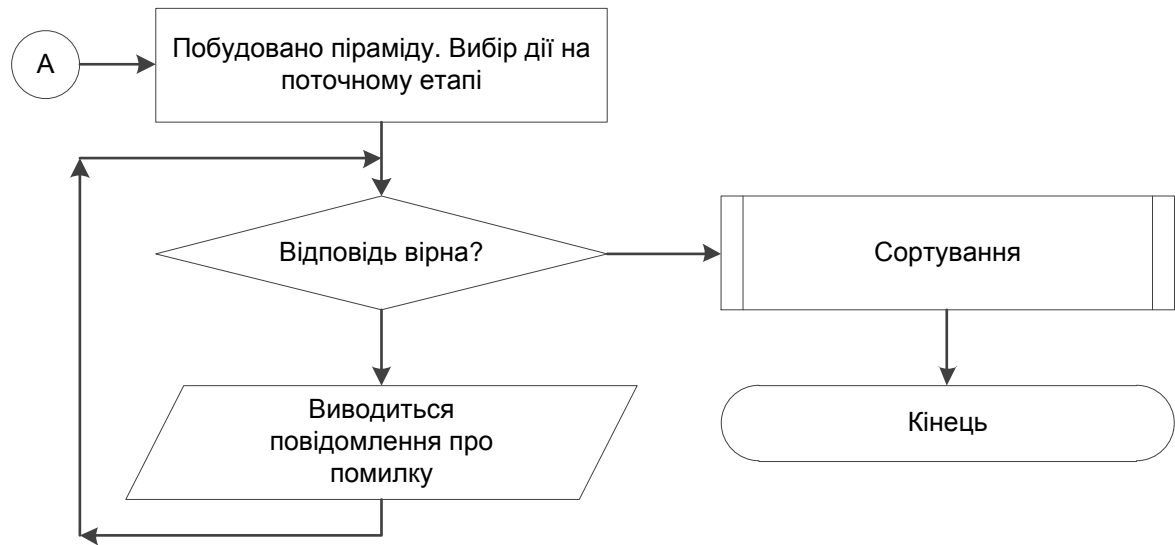 А
Побудовано піраміду. Вибір дії на
поточному етапі
Відповідь вірна?
Сортування
Виводиться
повідомлення про
помилку
Кінець